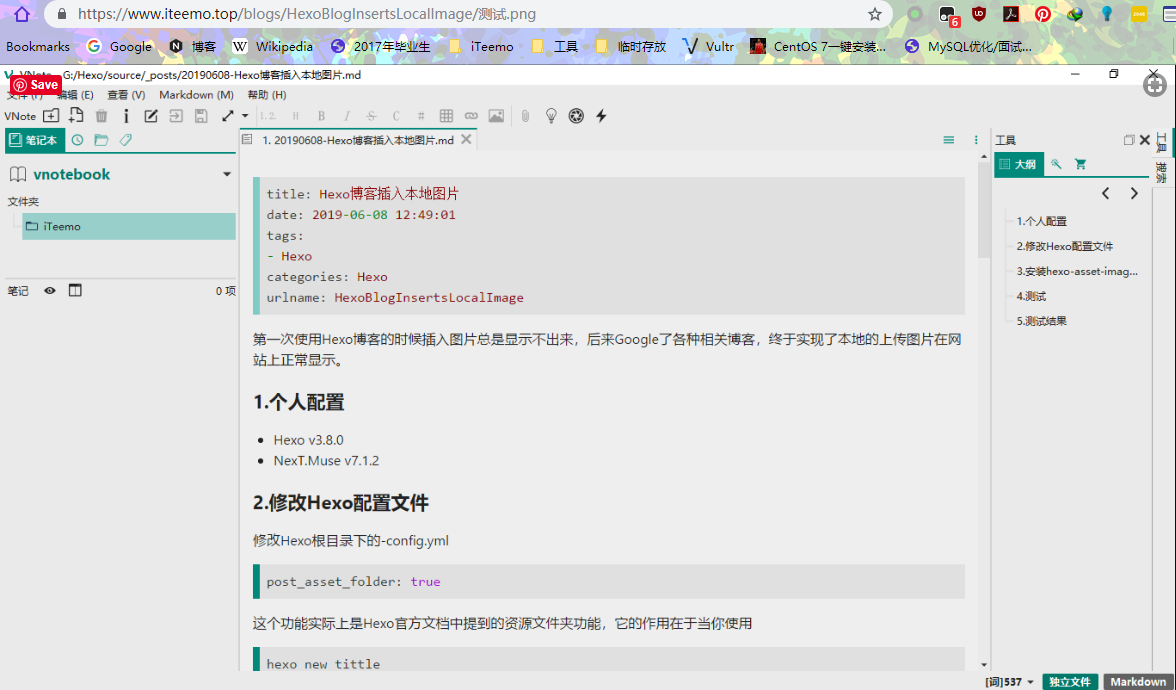 https://www.iteemo.top/blogs/HexoBlogInsertsLocalImage/测试.png
6
Bookmarks Google 博客 Wikipedia 2017年毕业生 iTeemo 工具 临时存放 Vultr CentOS 7一键安装... MySQL优化/面试...
VNote G:/Hexo/source/_posts/20190608-Hexo博客插入本地图片.md
Save
文件 (F) 编辑 (E) 查看 (V) Markdown (M) 帮助 (H)
VNote
笔记本
1. 20190608-Hexo博客插入本地图片.md
工具
工具
大纲
搜索
vnotebook
文件夹
iTeemo
笔记 0 项
title: Hexo博客插入本地图片
date: 2019-06-08 12:49:01
tags:
- Hexo
categories: Hexo
urlname: HexoBlogInsertsLocalImage
第一次使用Hexo博客的时候插入图片总是显示不出来，后来Google了各种相关博客，终于实现了本地的上传图片在网
站上正常显示。
1.个人配置
Hexo v3.8.0
NexT.Muse v7.1.2
2.修改Hexo配置文件
修改Hexo根目录下的-config.yml
post_asset_folder: true
这个功能实际上是Hexo官方文档中提到的资源文件夹功能，它的作用在于当你使用
hexo new tittle
1.个人配置
2.修改Hexo配置文件
3.安装hexo-asset-imag...
4.测试
5.测试结果
[词]537 独立文件 Markdown